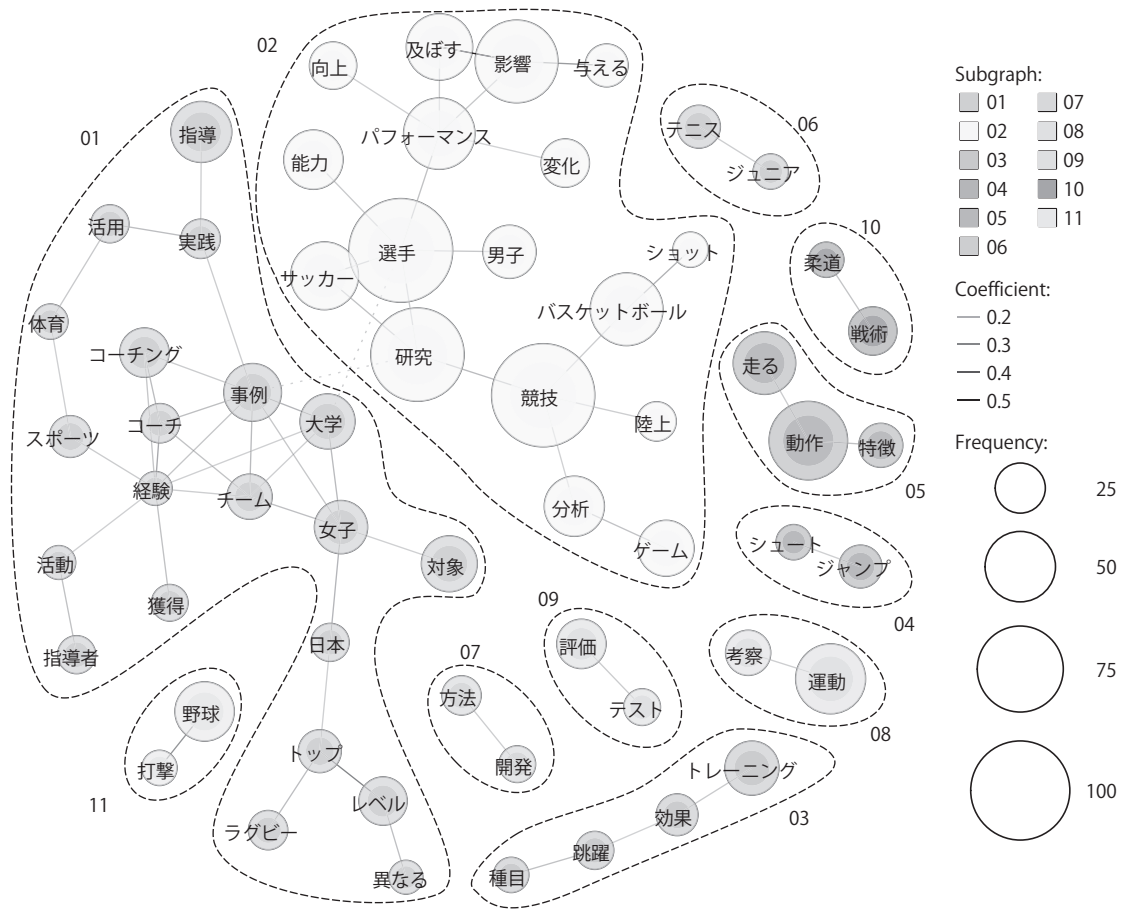 02
向上
及ぼす
影響
与える
パフォーマンス
能力
変化
選手
男子
サッカー
ショット
バスケットボール
研究
競技
陸上
分析
ゲーム
01
指導
活用
実践
体育
コーチング
事例
大学
スポーツ
コーチ
経験
チーム
女子
対象
活動
獲得
指導者
日本
トップ
レベル
ラグビー
異なる
06
テニス
ジュニア
10
柔道
戦術
走る
動作
特徴
05
シュート
ジャンプ
04
09
評価
テスト
考察
運動
08
07
方法
開発
野球
打撃
11
トレーニング
効果
跳躍
種目
03
Subgraph:
01
02
03
04
05
06
07
08
09
10
11
Coefficient:
0.2
0.3
0.4
0.5
Frequency:
25
50
75
100